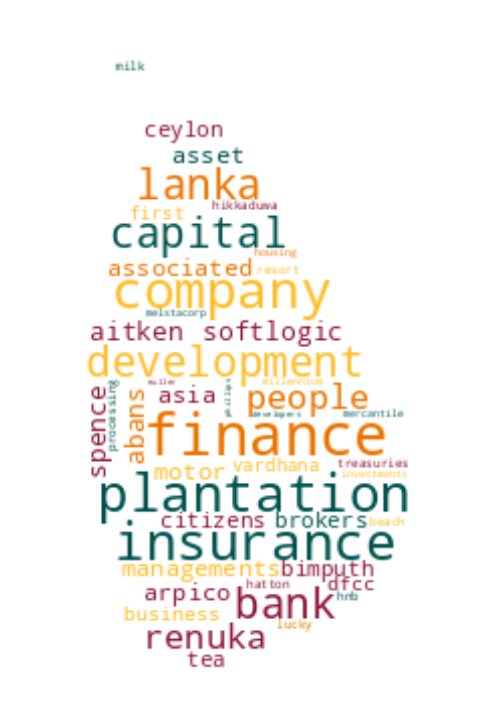 milk
ceylon
asset
lanka
first hikkaduwa
capital
housing
associated resort
company
melstacorp
aitken softlogic
development
muller millennium
spence processing abans asia phillips people
developers mercantile
finance
motor vardhana treasuries
investments
plantation
citizens brokers beach
insurance
managements bimputh
hatton dfcc
arpico bank hnb
business lucky
renuka
tea